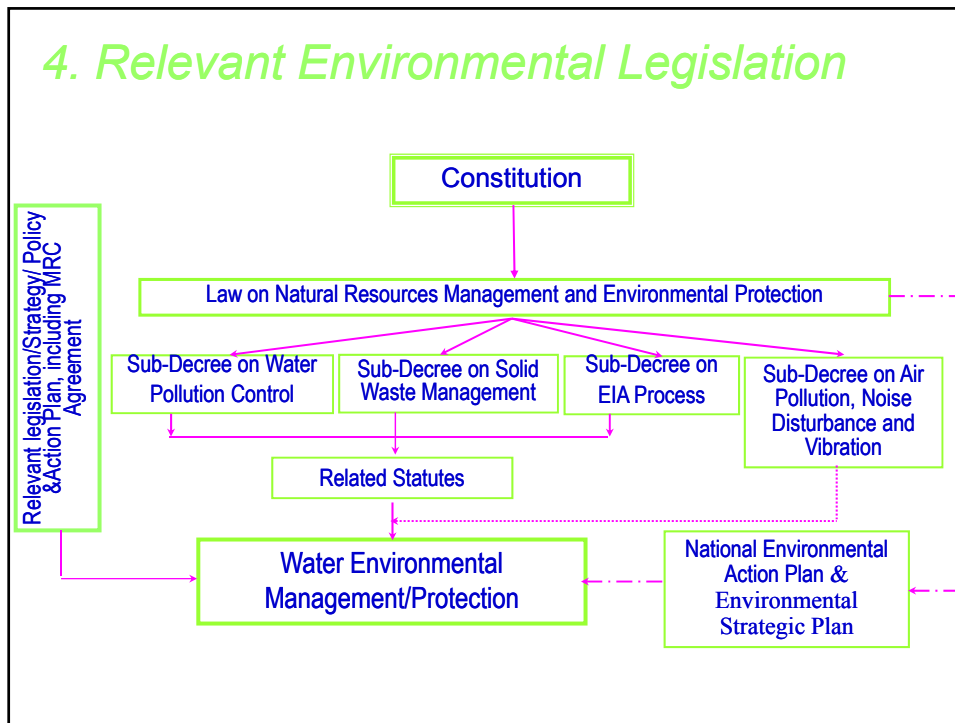 4. Relevant Environmental Legislation
Constitution
Relevant legislation/Strategy/ Policy
&Action Plan, including MRC
Agreement
Law on Natural Resources Management and Environmental Protection
Sub-Decree on Water
Pollution Control
Sub-Decree on Solid
Waste Management
Sub-Decree on
EIA Process
Sub-Decree on Air
Pollution, Noise
Disturbance and
Vibration
Related Statutes
Water Environmental
Management/Protection
National Environmental
Action Plan &
Environmental
Strategic Plan